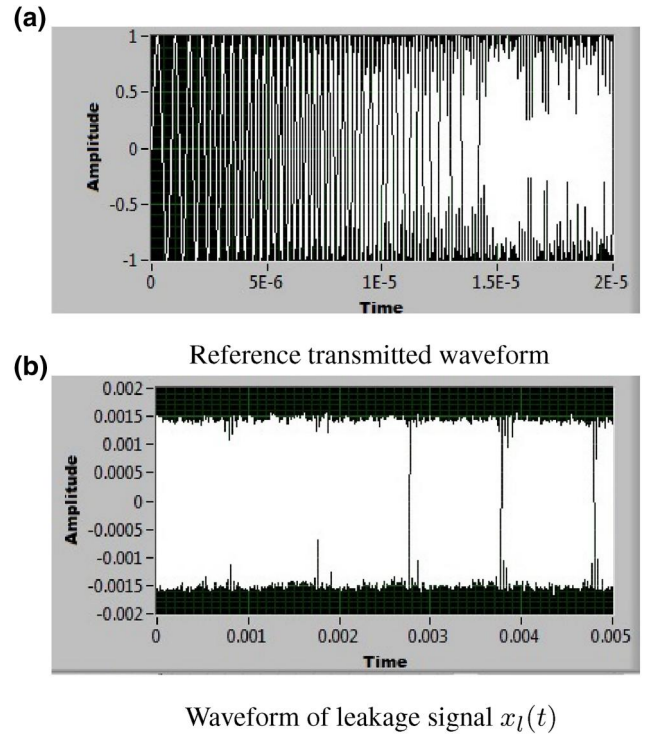 (a)
Amplitude
1
0.5
0
-0.5
-1
0 5E-6 1E-5 1.5E-5 2E-5
Time
Reference transmitted waveform
(b)
Amplitude
0.002
0.0015
0.001
0.0005
0
-0.0005
-0.001
-0.0015
-0.002
0 0.001 0.002 0.003 0.004 0.005
Time
Waveform of leakage signal x_l(t)